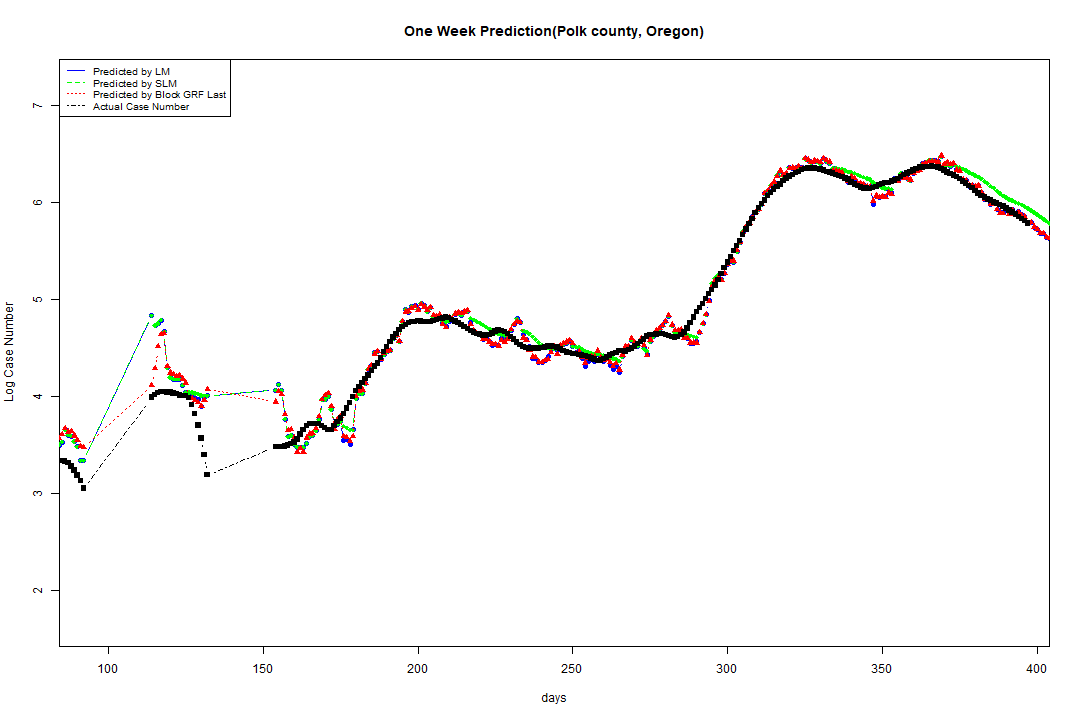 One Week Prediction(Polk county, Oregon)
Predicted by LM
Predicted by SLM
Predicted by Block GRF Last
Actual Case Number
7
6
5
4
3
2
Log Case Number
100 150 200 250 300 350 400
days